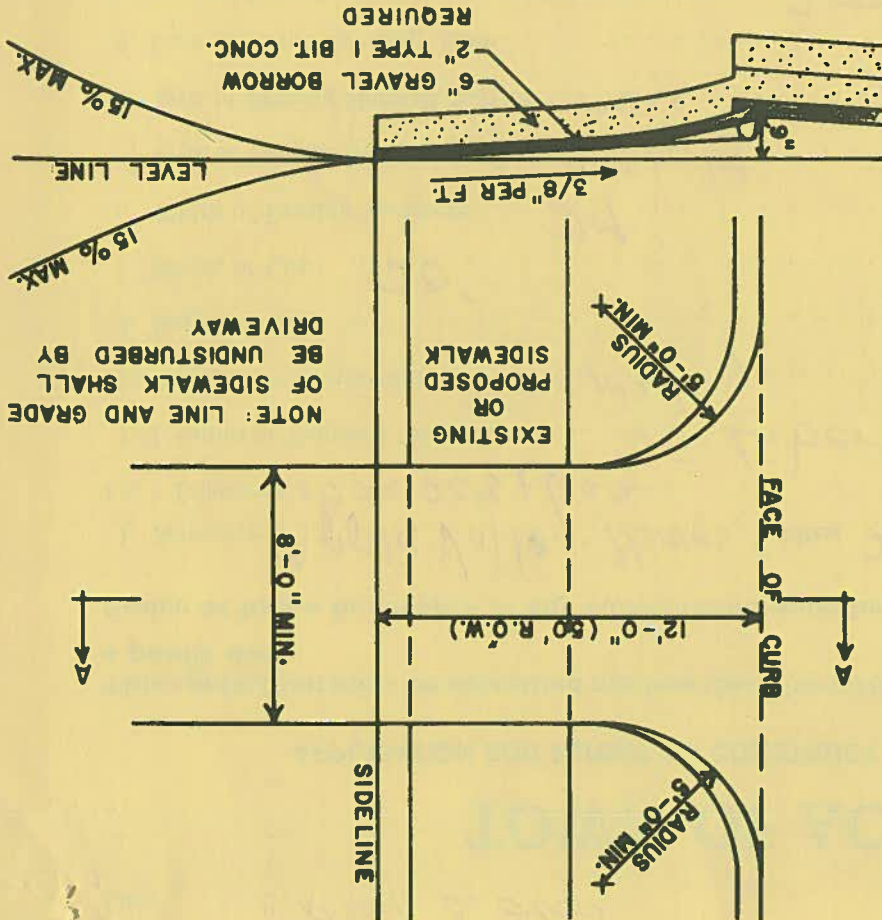 RADIUS
5'-0" MIN.
SIDELINE
A
A
8'-0" MIN.
12'-0" (50' R.O.W.)
FACE OF CURB
NOTE: LINE AND GRADE
OF SIDEWALK SHALL
BE UNDISTURBED BY
DRIVEWAY
EXISTING
OR
PROPOSED
SIDEWALK
RADIUS
5'-0" MIN.
15% MAX.
LEVEL LINE
15% MAX.
3/8" PER FT.
6"
6" GRAVEL BORROW
2" TYPE I BIT. CONC.
REQUIRED